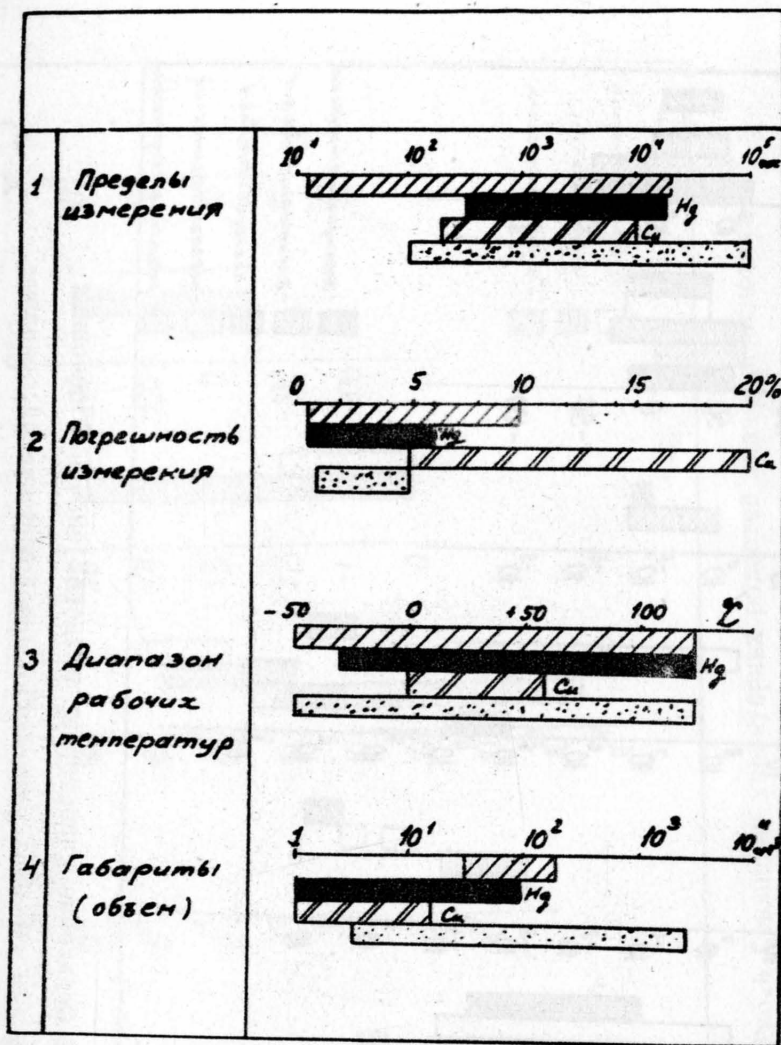 10¹ 10² 10³ 10⁴ 10⁵
1 Пределы
измерения
Hg
Cu
0 5 10 15 20%
2 Погрешность
измерения
Hg
Cu
-50 0 +50 100
3 Диапазон
рабочих
температур
Hg
Cu
1 10¹ 10² 10³ 10⁴
4 Габариты
(объем)
Hg
Cu